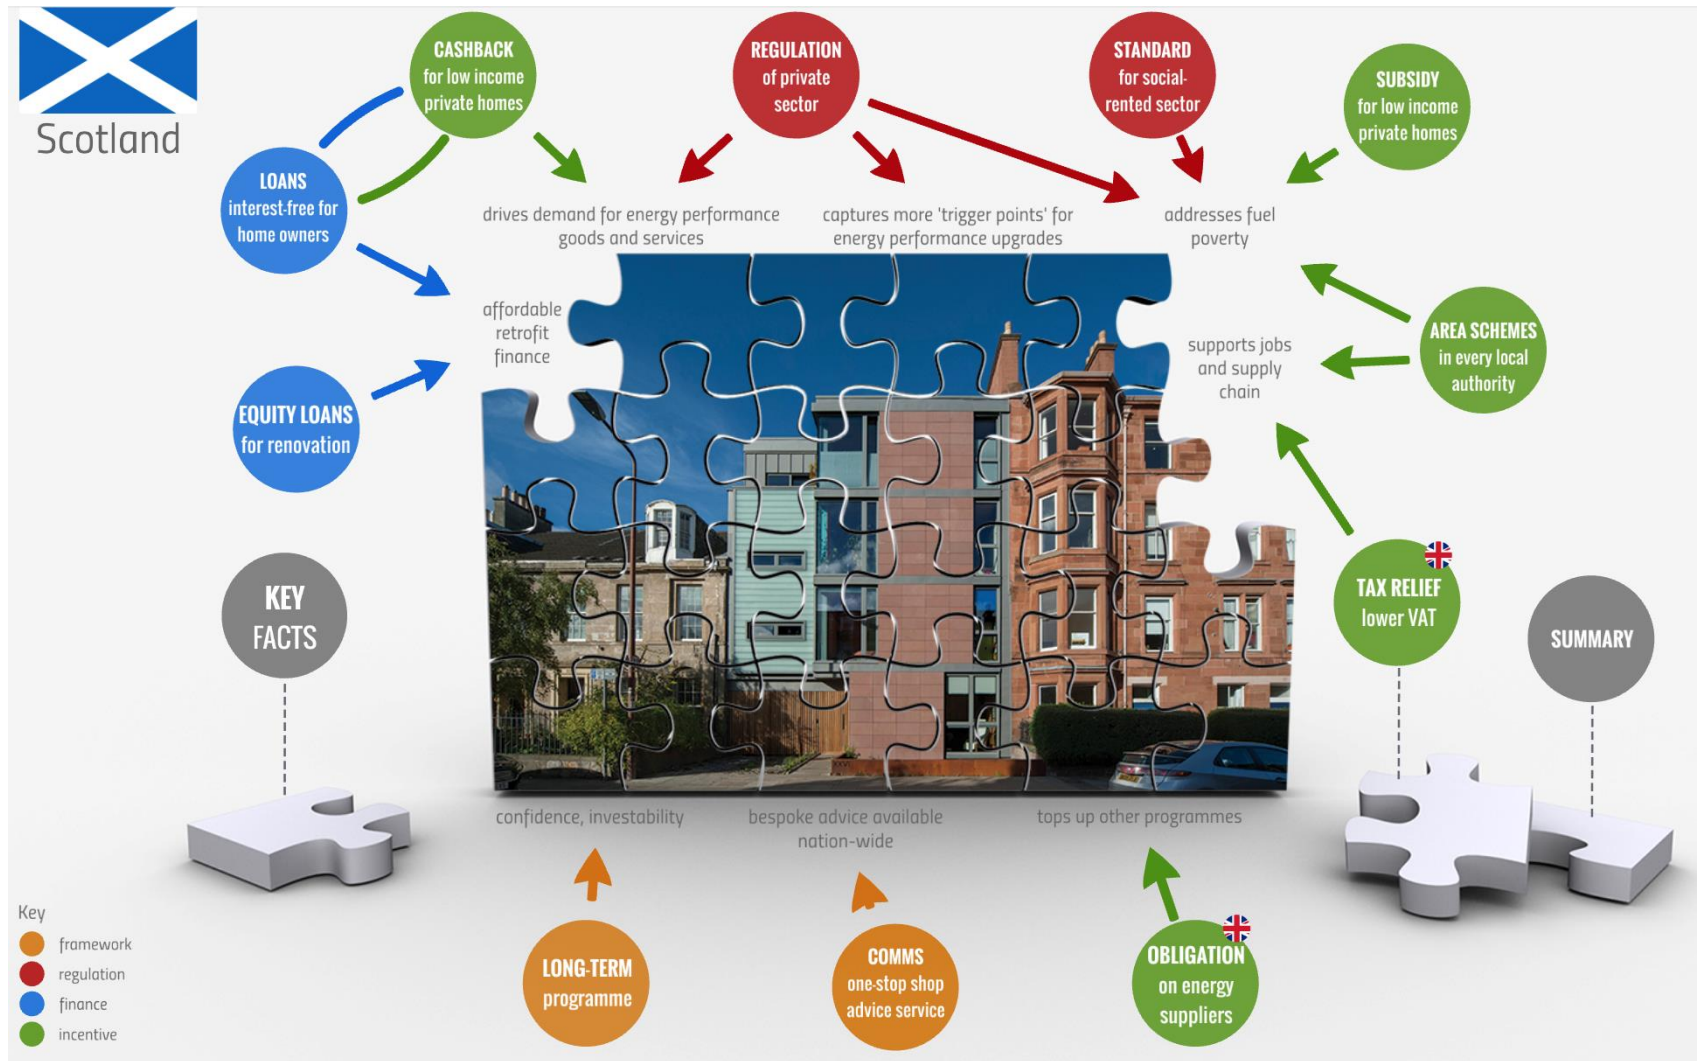 Scotland
CASHBACK
for low income
private homes
REGULATION
of private
sector
STANDARD
for social-
rented sector
SUBSIDY
for low income
private homes
LOANS
interest-free for
home owners
drives demand for energy performance
goods and services
captures more 'trigger points' for
energy performance upgrades
addresses fuel
poverty
affordable
retrofit
finance
supports jobs
and supply
chain
AREA SCHEMES
in every local
authority
EQUITY LOANS
for renovation
KEY
FACTS
TAX RELIEF
lower VAT
SUMMARY
confidence, investability
bespoke advice available
nation-wide
tops up other programmes
LONG-TERM
programme
COMMS
one-stop shop
advice service
OBLIGATION
on energy
suppliers
Key
framework
regulation
finance
incentive